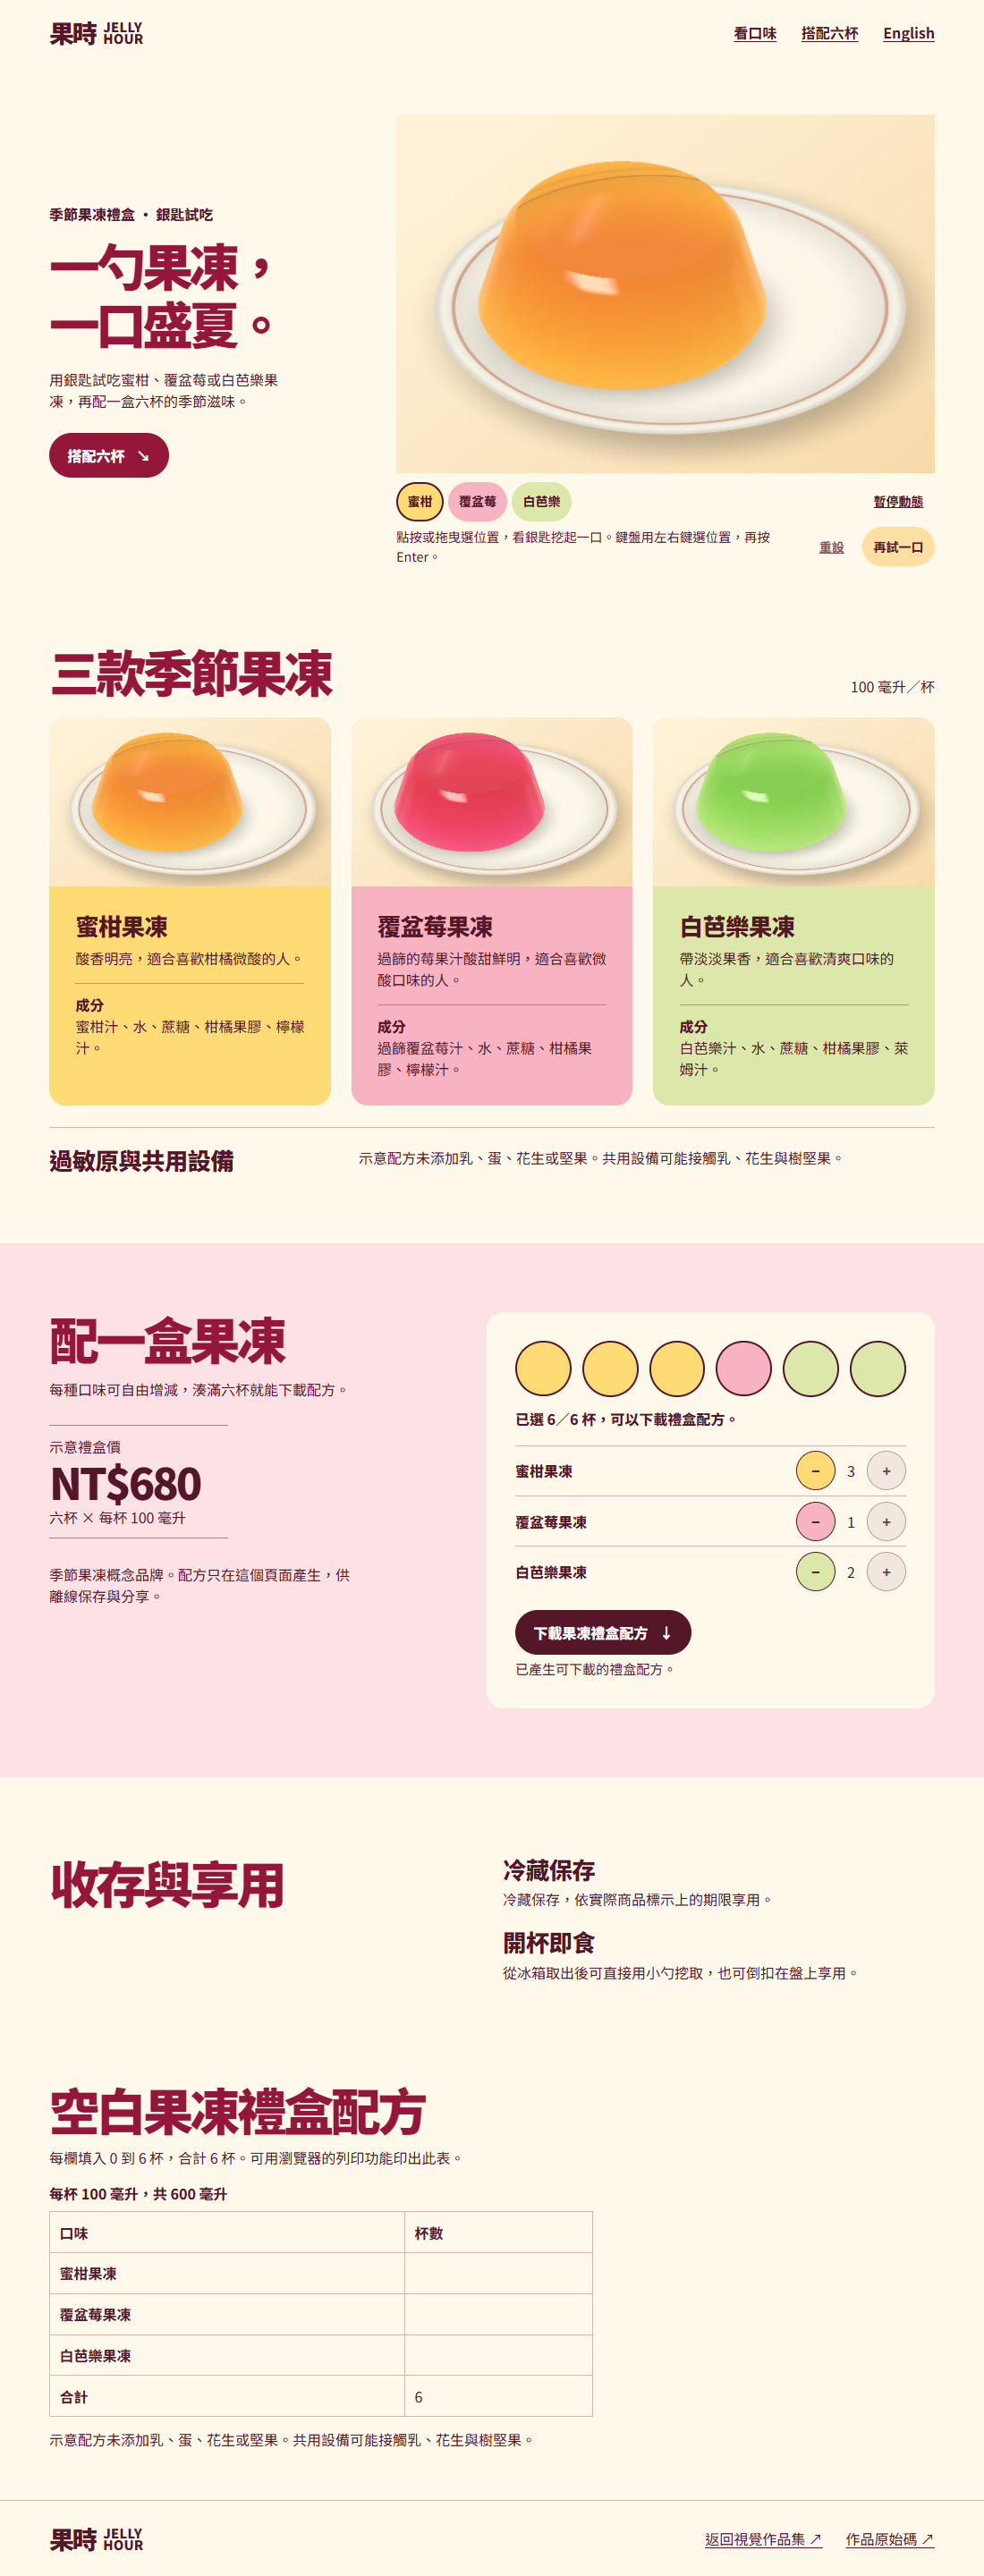 果時 JELLY HOUR
看口味 搭配六杯 English
季節果凍禮盒・銀匙試吃
一勺果凍，
一口盛夏。
用銀匙試吃蜜柑、覆盆莓或白芭樂果
凍，再配一盒六杯的季節滋味。
搭配六杯 ↘
蜜柑 覆盆莓 白芭樂
暫停動態
點按或拖曳選位置，看銀匙挖起一口。鍵盤用左右鍵選位置，再按
Enter。
重設 再試一口
三款季節果凍
100 毫升／杯
蜜柑果凍
酸香明亮，適合喜歡柑橘微酸的人。
成分
蜜柑汁、水、蔗糖、柑橘果膠、檸檬
汁。
覆盆莓果凍
過篩的莓果汁酸甜鮮明，適合喜歡微
酸口味的人。
成分
過篩覆盆莓汁、水、蔗糖、柑橘果
膠、檸檬汁。
白芭樂果凍
帶淡淡果香，適合喜歡清爽口味的
人。
成分
白芭樂汁、水、蔗糖、柑橘果膠、萊
姆汁。
過敏原與共用設備
示意配方未添加乳、蛋、花生或堅果。共用設備可能接觸乳、花生與樹堅果。
配一盒果凍
每種口味可自由增減，湊滿六杯就能下載配方。
示意禮盒價
NT$680
六杯 × 每杯 100 毫升
季節果凍概念品牌。配方只在這個頁面產生，供
離線保存與分享。
已選 6／6 杯，可以下載禮盒配方。
蜜柑果凍 − 3 +
覆盆莓果凍 − 1 +
白芭樂果凍 − 2 +
下載果凍禮盒配方 ↓
已產生可下載的禮盒配方。
收存與享用
冷藏保存
冷藏保存，依實際商品標示上的期限享用。
開杯即食
從冰箱取出後可直接用小勺挖取，也可倒扣在盤上享用。
空白果凍禮盒配方
每欄填入 0 到 6 杯，合計 6 杯。可用瀏覽器的列印功能印出此表。
每杯 100 毫升，共 600 毫升
口味 杯數
蜜柑果凍
覆盆莓果凍
白芭樂果凍
合計 6
示意配方未添加乳、蛋、花生或堅果。共用設備可能接觸乳、花生與樹堅果。
果時 JELLY HOUR
返回視覺作品集 ↗ 作品原始碼 ↗